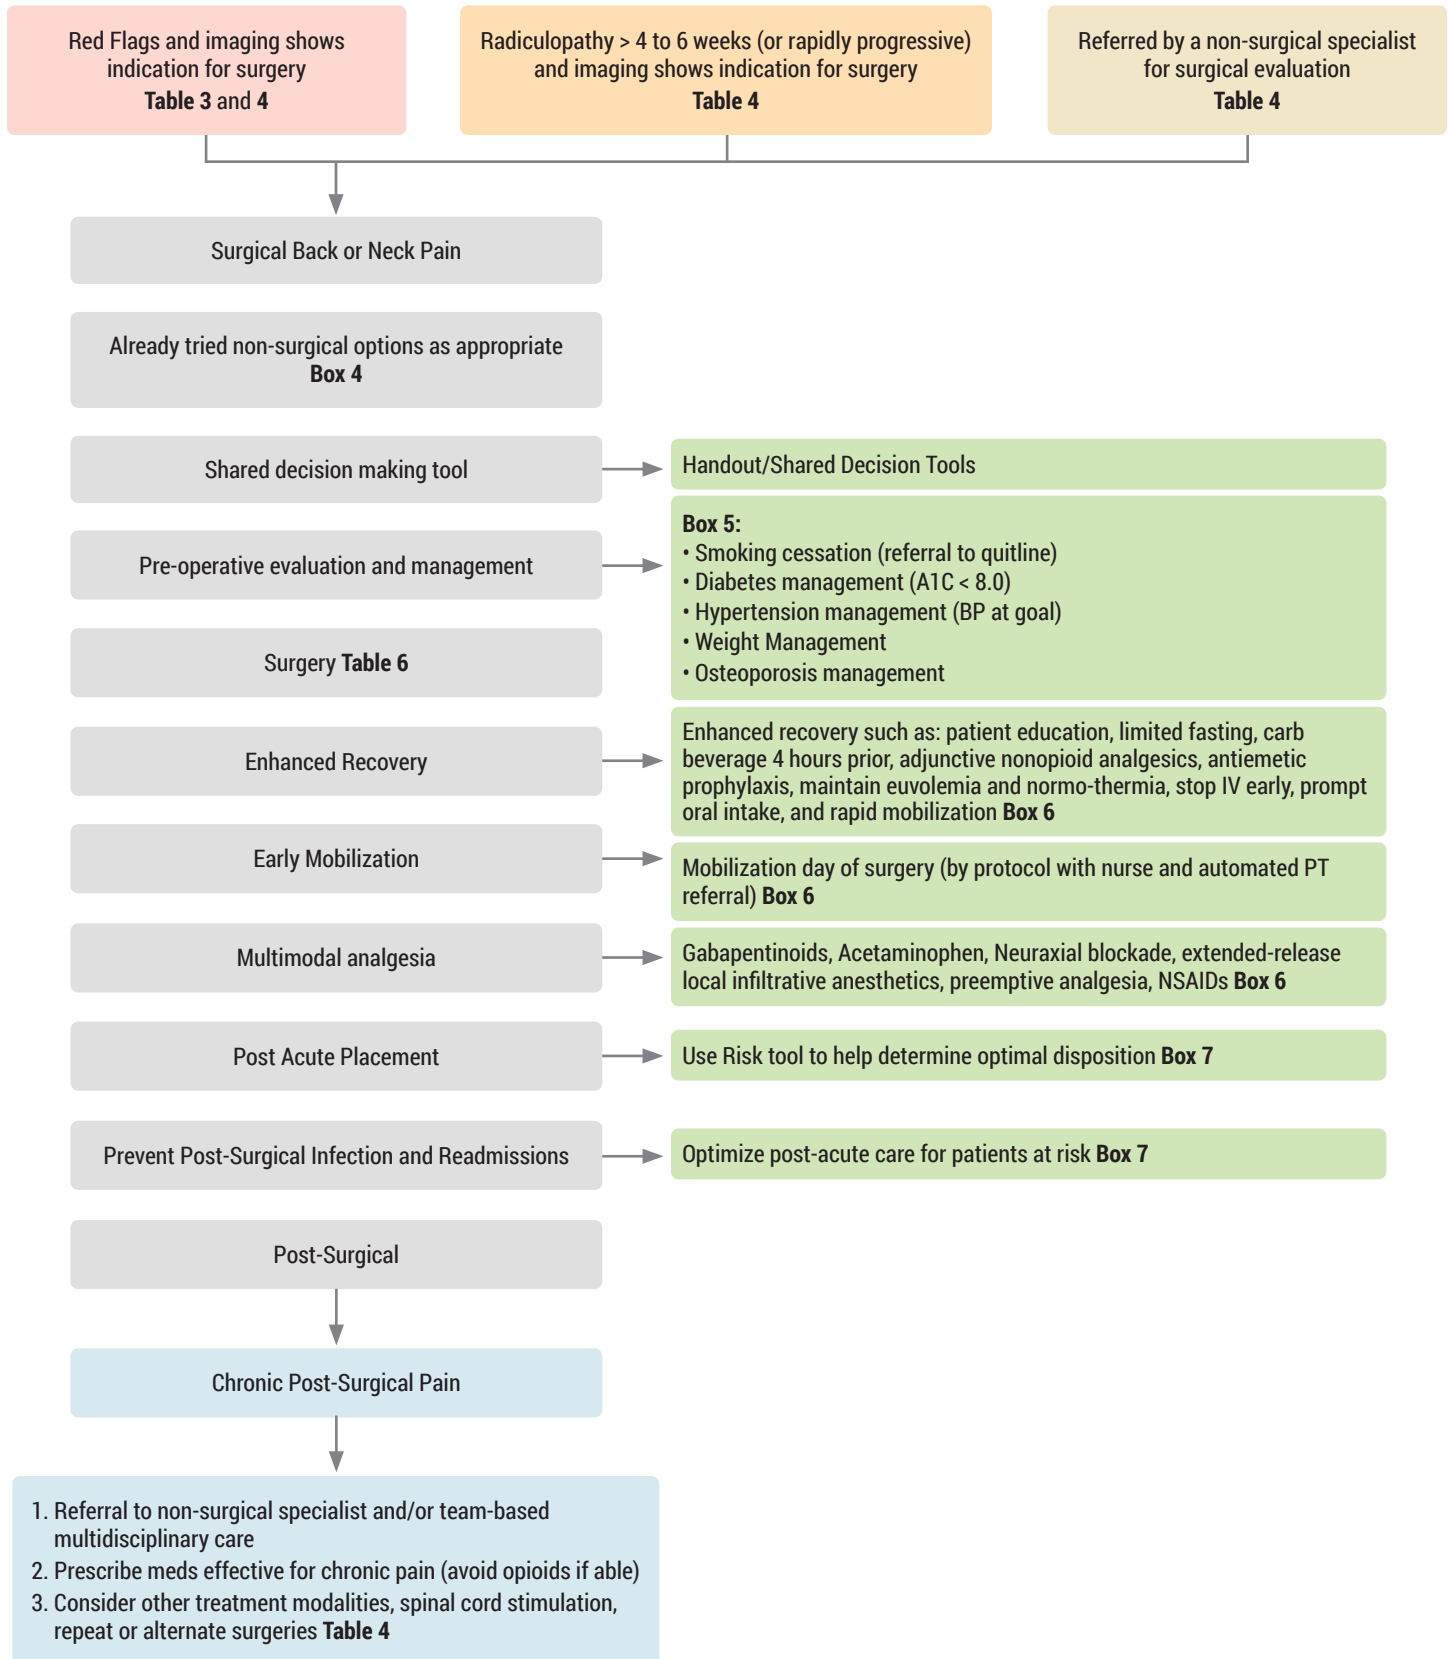 Red Flags and imaging shows
indication for surgery
Table 3 and 4
Radiculopathy > 4 to 6 weeks (or rapidly progressive)
and imaging shows indication for surgery
Table 4
Referred by a non-surgical specialist
for surgical evaluation
Table 4
Surgical Back or Neck Pain
Already tried non-surgical options as appropriate
Box 4
Shared decision making tool
Handout/Shared Decision Tools
Pre-operative evaluation and management
Box 5:
• Smoking cessation (referral to quitline)
• Diabetes management (A1C < 8.0)
• Hypertension management (BP at goal)
• Weight Management
• Osteoporosis management
Surgery Table 6
Enhanced Recovery
Enhanced recovery such as: patient education, limited fasting, carb
beverage 4 hours prior, adjunctive nonopioid analgesics, antiemetic
prophylaxis, maintain euvolemia and normo-thermia, stop IV early, prompt
oral intake, and rapid mobilization Box 6
Early Mobilization
Mobilization day of surgery (by protocol with nurse and automated PT
referral) Box 6
Multimodal analgesia
Gabapentinoids, Acetaminophen, Neuraxial blockade, extended-release
local infiltrative anesthetics, preemptive analgesia, NSAIDs Box 6
Post Acute Placement
Use Risk tool to help determine optimal disposition Box 7
Prevent Post-Surgical Infection and Readmissions
Optimize post-acute care for patients at risk Box 7
Post-Surgical
Chronic Post-Surgical Pain
1. Referral to non-surgical specialist and/or team-based
multidisciplinary care
2. Prescribe meds effective for chronic pain (avoid opioids if able)
3. Consider other treatment modalities, spinal cord stimulation,
repeat or alternate surgeries Table 4